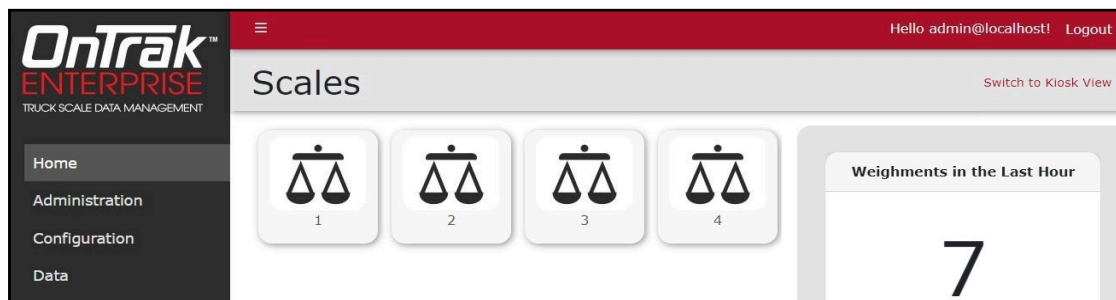 OnTrak™
ENTERPRISE
TRUCK SCALE DATA MANAGEMENT
Hello admin@localhost! Logout
Scales
Switch to Kiosk View
Home
Administration
Configuration
Data
1 2 3 4
Weighments in the Last Hour
7